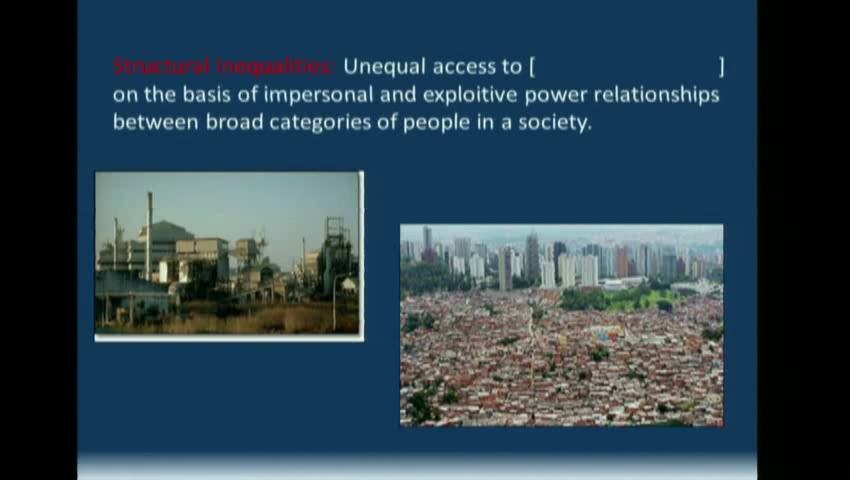 Structural Inequalities: Unequal access to [ ]
on the basis of impersonal and exploitive power relationships
between broad categories of people in a society.